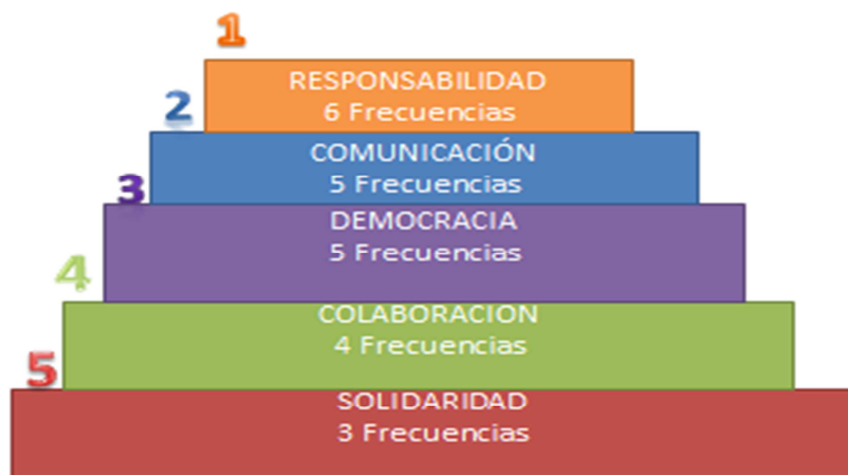 1
RESPONSABILIDAD
6 Frecuencias
2
COMUNICACIÓN
5 Frecuencias
3
DEMOCRACIA
5 Frecuencias
4
COLABORACION
4 Frecuencias
5
SOLIDARIDAD
3 Frecuencias